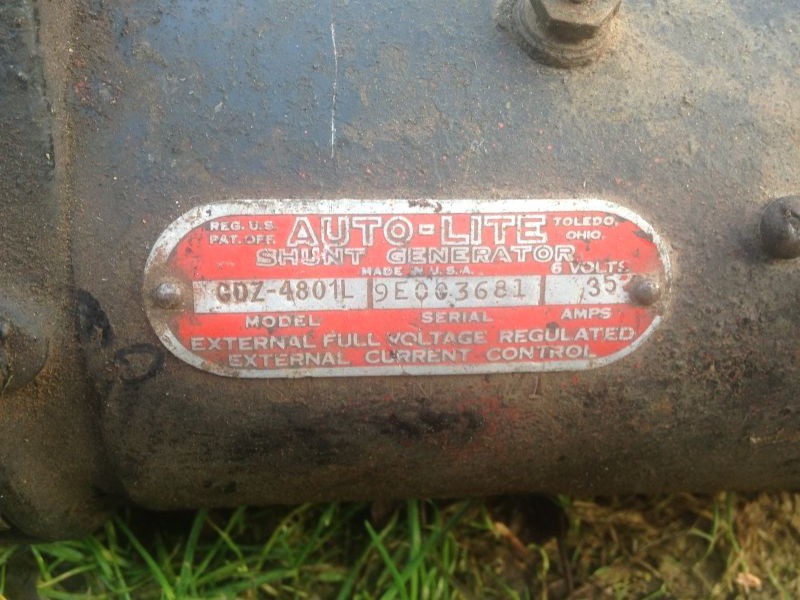 REG. U.S. AUTO-LITE TOLEDO,
PAT. OFF. OHIO.
SHUNT GENERATOR
MADE IN U.S.A. 6 VOLTS
GDZ-4801L 9E003681 35
MODEL SERIAL AMPS
EXTERNAL FULL VOLTAGE REGULATED
EXTERNAL CURRENT CONTROL